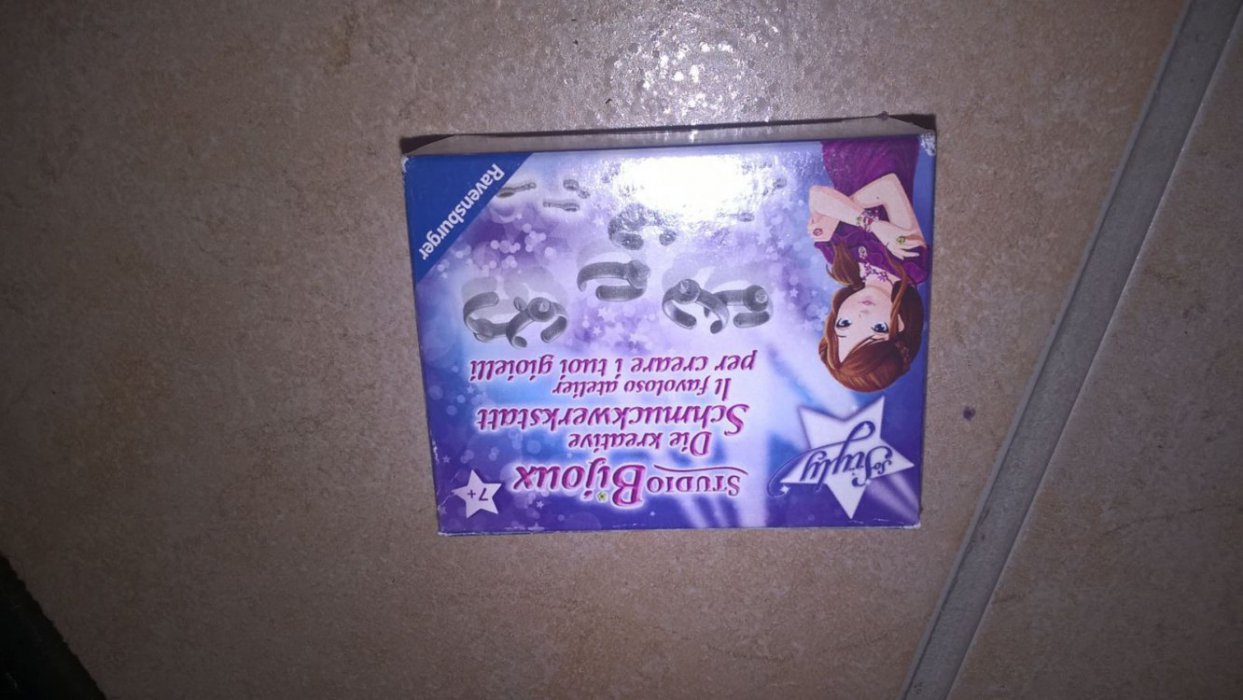 So Styly
STUDIO
Bijoux
7+
Die kreative
Schmuckwerkstatt
Il favoloso atelier
per creare i tuoi gioielli
Ravensburger